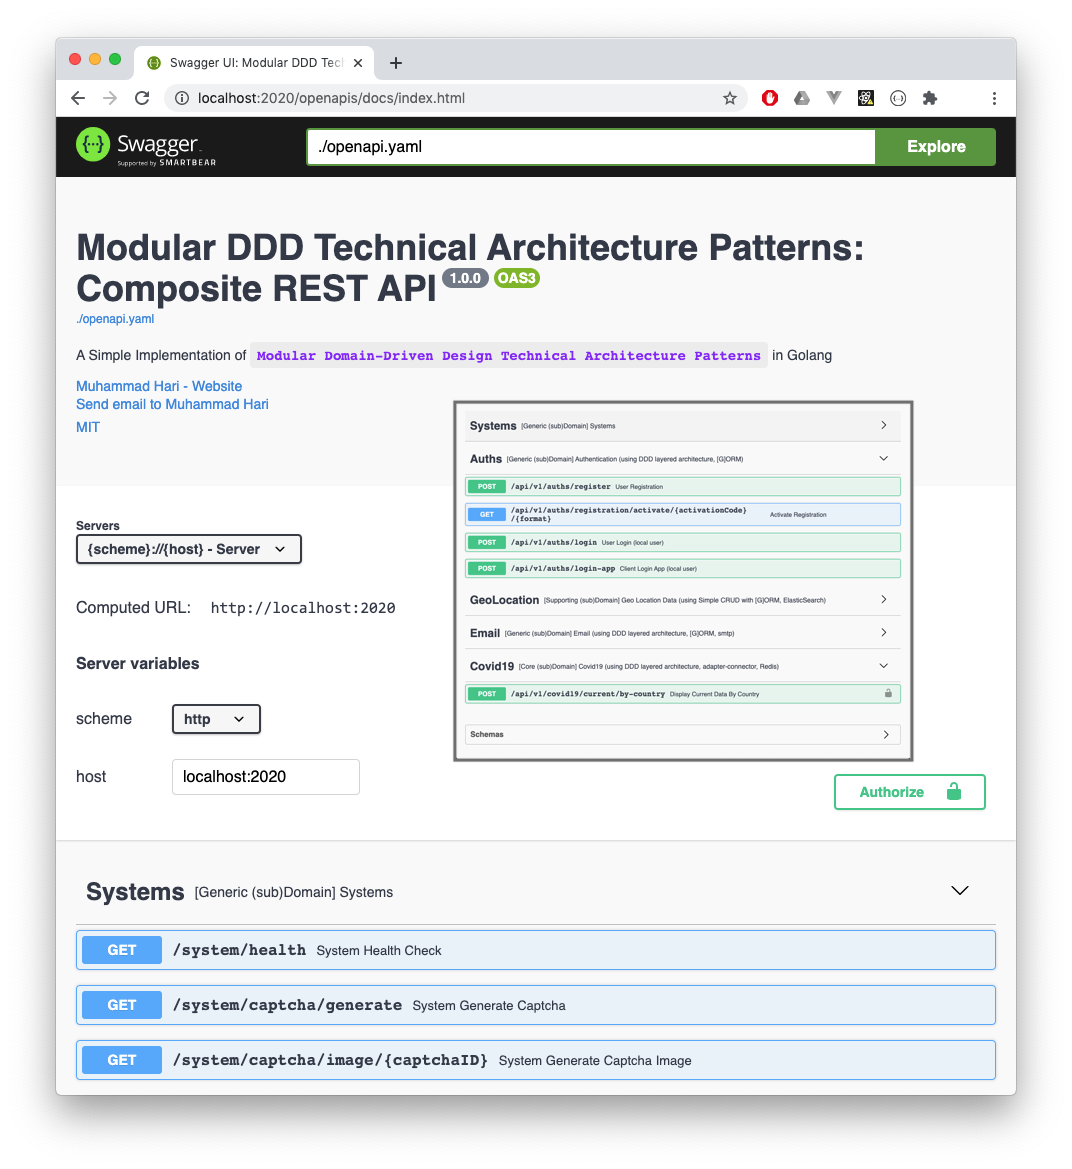 Swagger UI: Modular DDD Tec
localhost:2020/openapis/docs/index.html
Swagger
Supported by SMARTBEAR
./openapi.yaml
Explore
Modular DDD Technical Architecture Patterns:
Composite REST API 1.0.0 OAS3
./openapi.yaml
A Simple Implementation of Modular Domain-Driven Design Technical Architecture Patterns in Golang
Muhammad Hari - Website
Send email to Muhammad Hari
MIT
Systems [Generic (sub)Domain] Systems
Auths [Generic (sub)Domain] Authentication (using DDD layered architecture, [G]ORM)
POST /api/v1/auths/register User Registration
GET /api/v1/auths/registration/activate/{activationCode}
/{format} Activate Registration
POST /api/v1/auths/login User Login (local user)
POST /api/v1/auths/login-app Client Login App (local user)
GeoLocation [Supporting (sub)Domain] Geo Location Data (using Simple CRUD with [G]ORM, ElasticSearch)
Email [Generic (sub)Domain] Email (using DDD layered architecture, [G]ORM, smtp)
Covid19 [Core (sub)Domain] Covid19 (using DDD layered architecture, adapter-connector, Redis)
POST /api/v1/covid19/current/by-country Display Current Data By Country
Schemas
Servers
{scheme}://{host} - Server
Computed URL: http://localhost:2020
Server variables
scheme http
host localhost:2020
Authorize
Systems [Generic (sub)Domain] Systems
GET /system/health System Health Check
GET /system/captcha/generate System Generate Captcha
GET /system/captcha/image/{captchaID} System Generate Captcha Image